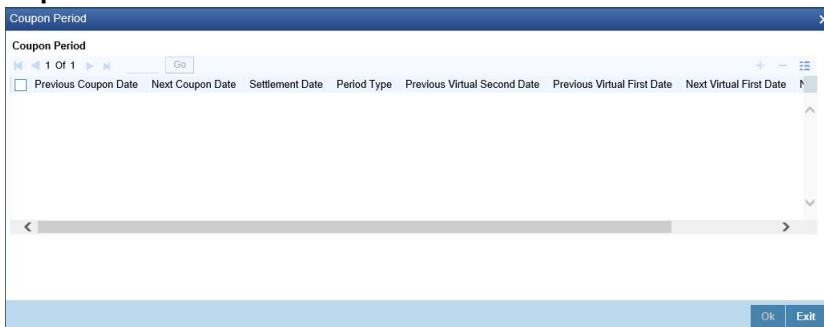 Coupon Period
Coupon Period
1 Of 1 Go
Previous Coupon Date Next Coupon Date Settlement Date Period Type Previous Virtual Second Date Previous Virtual First Date Next Virtual First Date
Ok Exit